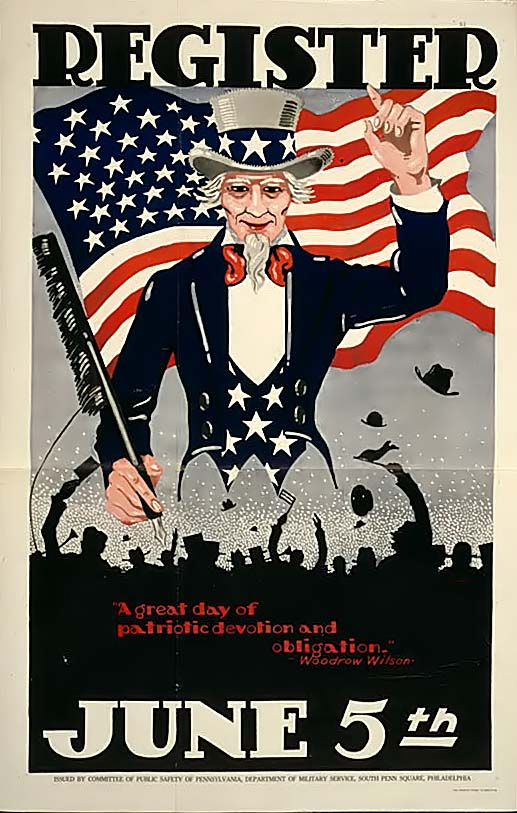 REGISTER
"A great day of
patriotic devotion and
obligation."
- Woodrow Wilson-
JUNE 5th
ISSUED BY COMMITTEE OF PUBLIC SAFETY OF PENNSYLVANIA, DEPARTMENT OF MILITARY SERVICE, SOUTH PENN SQUARE, PHILADELPHIA